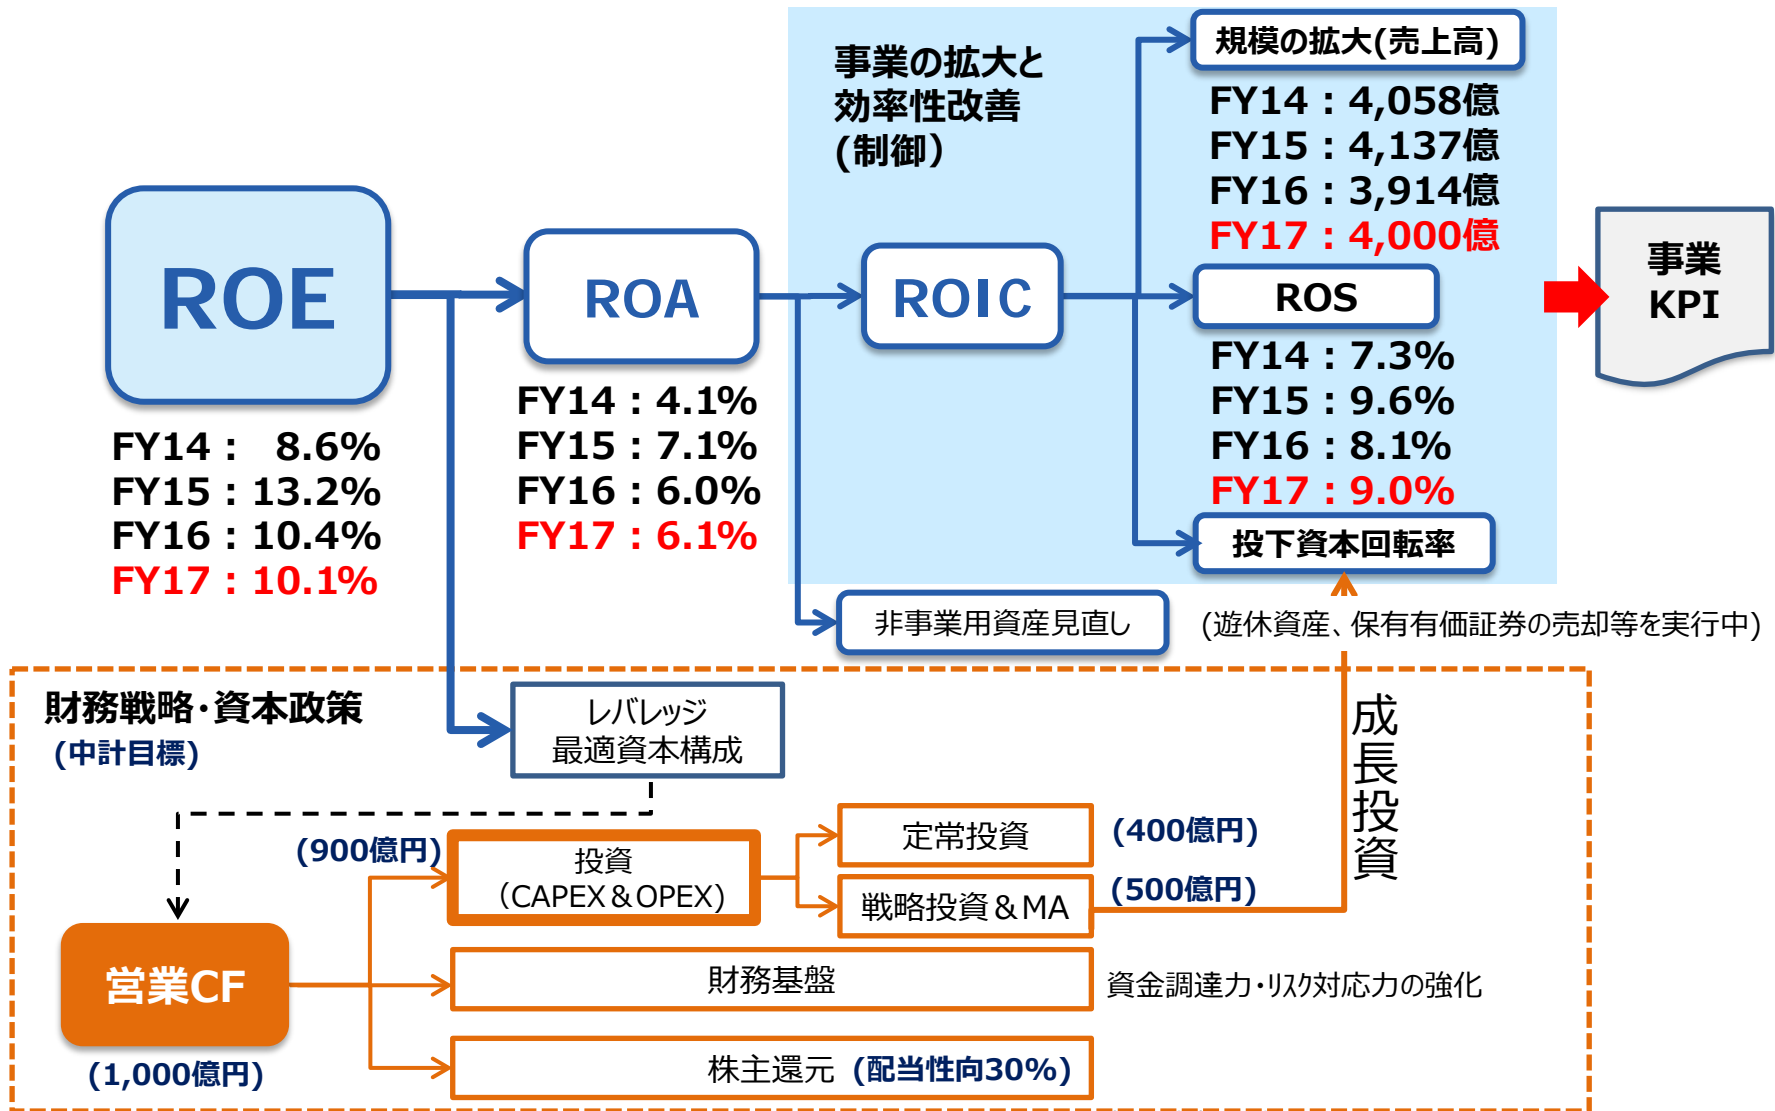 事業の拡大と
効率性改善
(制御）
規模の拡大(売上高)
FY14：4,058億
FY15：4,137億
FY16：3,914億
FY17：4,000億
ROE
FY14： 8.6%
FY15：13.2%
FY16：10.4%
FY17：10.1%
ROA
FY14：4.1%
FY15：7.1%
FY16：6.0%
FY17：6.1%
ROIC
ROS
FY14：7.3%
FY15：9.6%
FY16：8.1%
FY17：9.0%
事業
KPI
投下資本回転率
非事業用資産見直し
(遊休資産、保有有価証券の売却等を実行中)
財務戦略・資本政策
(中計目標)
レバレッジ
最適資本構成
成長投資
(900億円)
投資
（CAPEX＆OPEX)
定常投資
(400億円)
戦略投資＆MA
(500億円)
営業CF
(1,000億円)
財務基盤
資金調達力・リスク対応力の強化
株主還元 (配当性向30%)